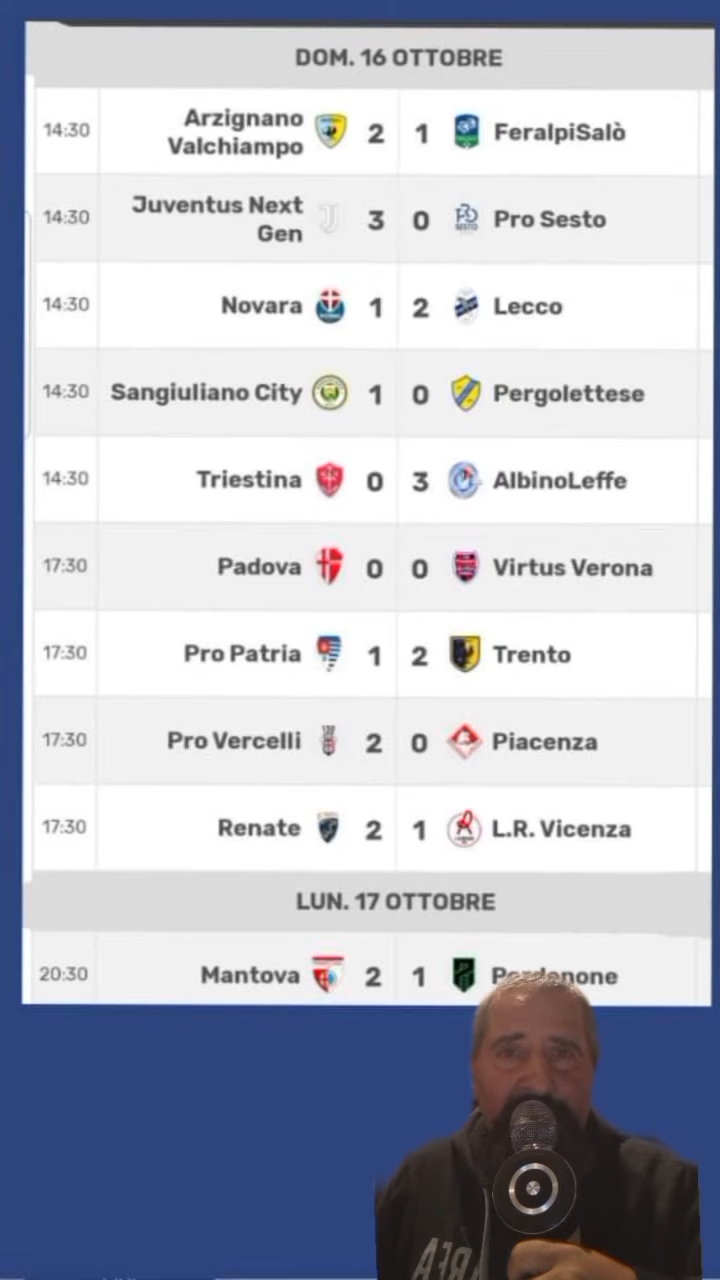 DOM. 16 OTTOBRE
14:30 Arzignano Valchiampo 2 1 FeralpiSalò
14:30 Juventus Next Gen 3 0 Pro Sesto
14:30 Novara 1 2 Lecco
14:30 Sangiuliano City 1 0 Pergolettese
14:30 Triestina 0 3 AlbinoLeffe
17:30 Padova 0 0 Virtus Verona
17:30 Pro Patria 1 2 Trento
17:30 Pro Vercelli 2 0 Piacenza
17:30 Renate 2 1 L.R. Vicenza
LUN. 17 OTTOBRE
20:30 Mantova 2 1 Pordenone